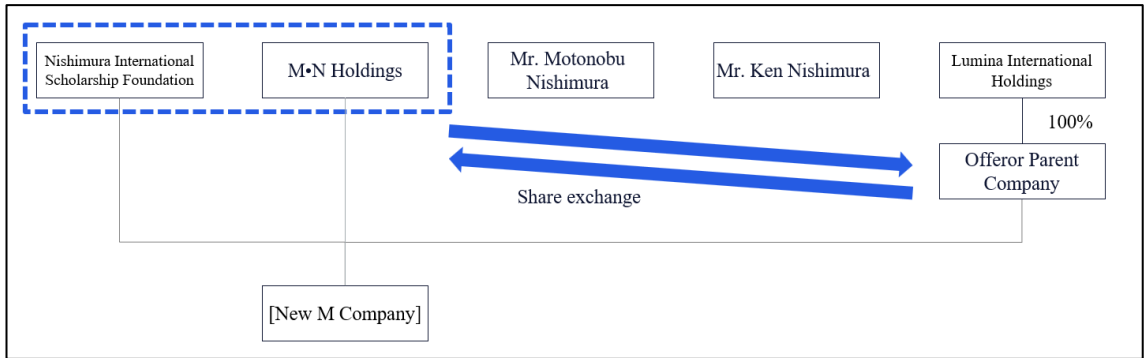 Nishimura International
Scholarship Foundation
M•N Holdings
Mr. Motonobu
Nishimura
Mr. Ken Nishimura
Lumina International
Holdings
100%
Offeror Parent
Company
Share exchange
[New M Company]